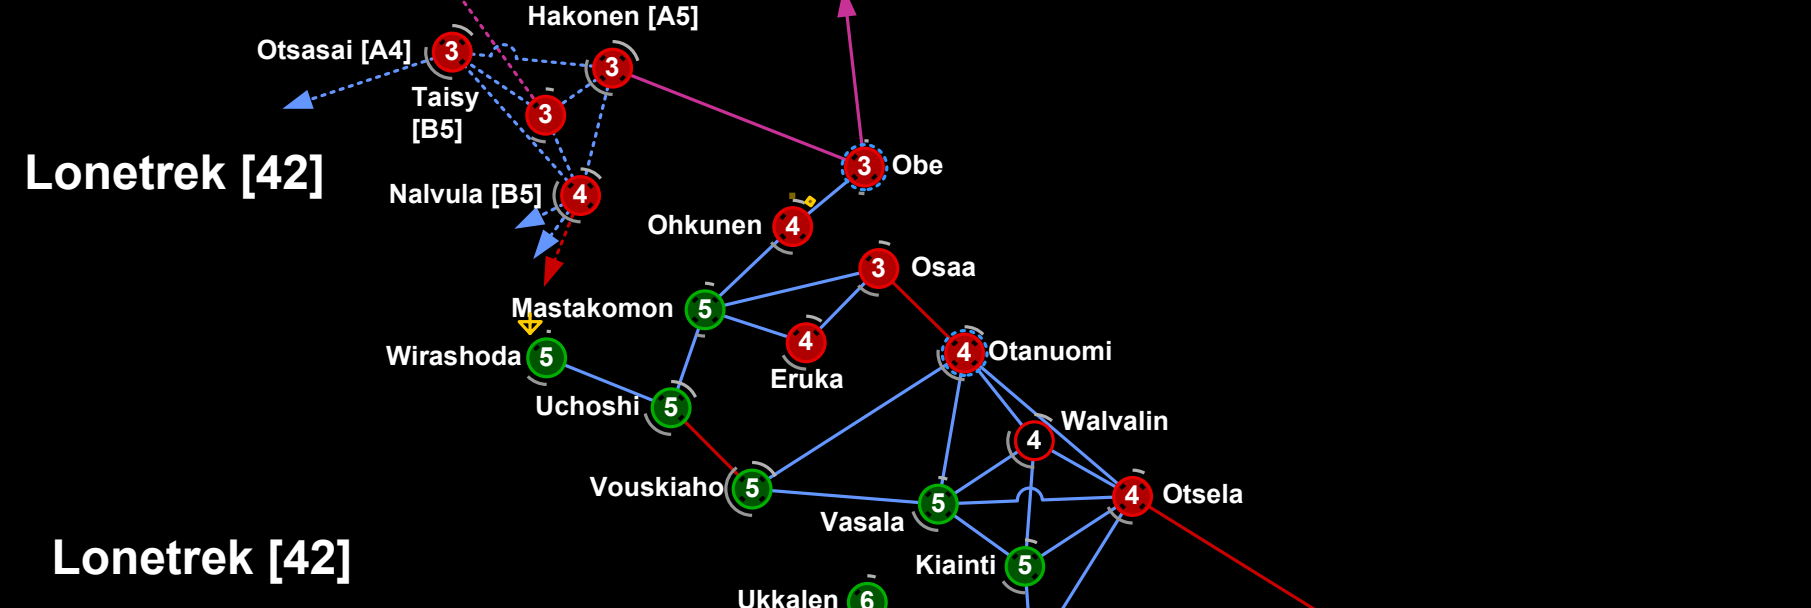 Hakonen [A5]
Otsasai [A4]
3
3
Taisy
[B5]
3
Lonetrek [42]
Nalvula [B5]
4
3
Obe
Ohkunen
4
3
Osaa
Mastakomon
5
4
Eruka
4
Otanuomi
Wirashoda
5
Uchoshi
5
Walvalin
4
Vouskiaho
5
Vasala
5
4
Otsela
Lonetrek [42]
Kiainti
5
Ukkalen
6